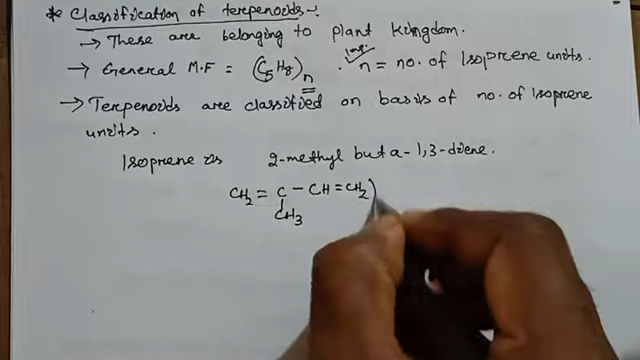 * Classification of terpenoids :
→ These are belonging to plant kingdom.
→ General M.F = (C5H8)n . n = no. of Isoprene units.
→ Terpenoids are classified on basis of no. of Isoprene
units.
Isoprene is 2-methyl buta-1,3-diene.
CH2 = C - CH = CH2)
CH3